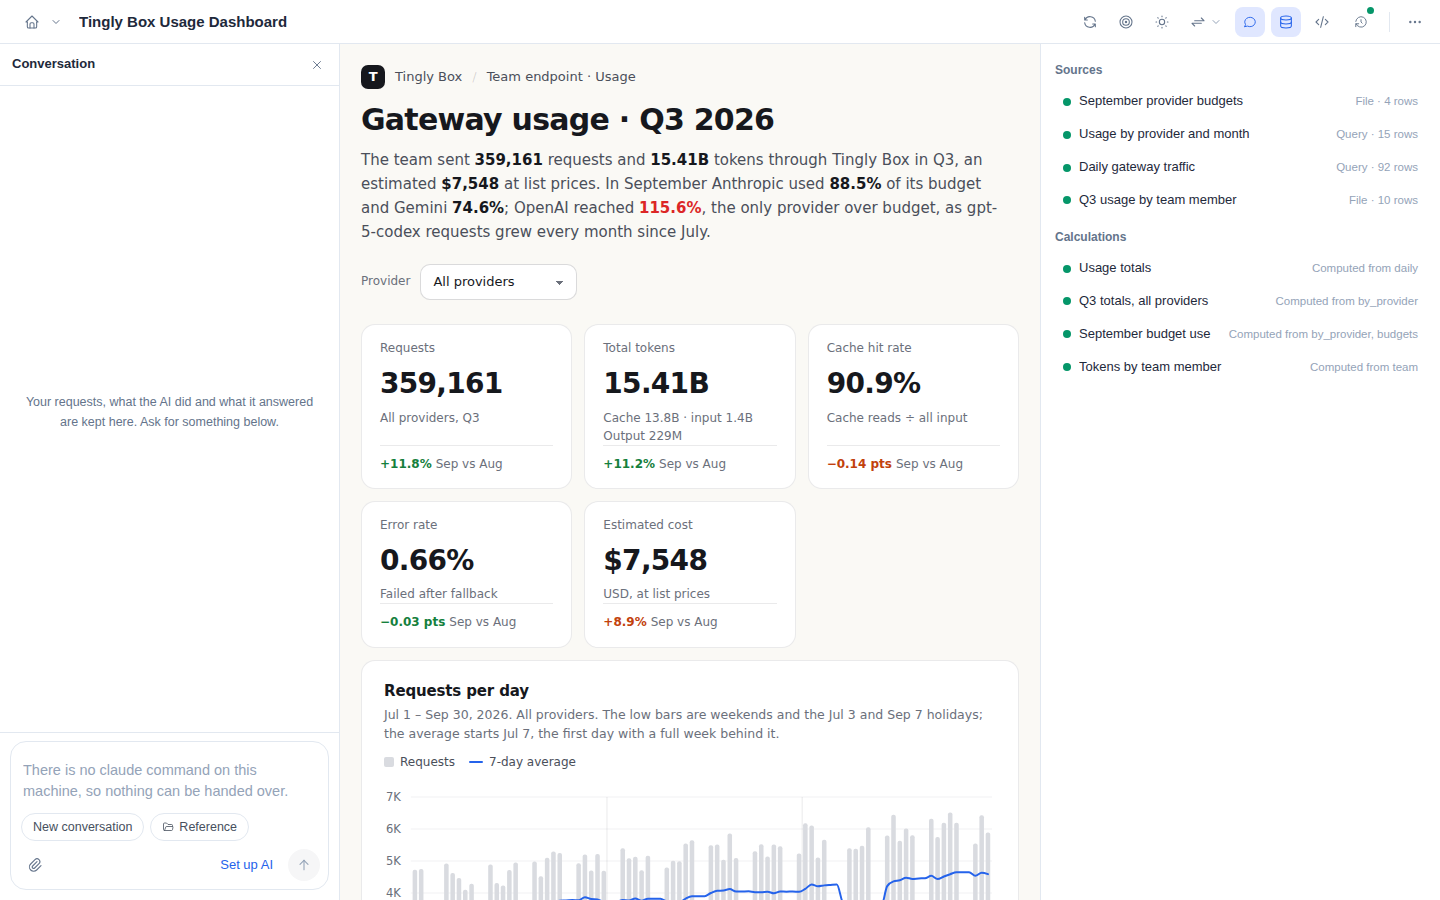 Tingly Box Usage Dashboard
Conversation
Your requests, what the AI did and what it answered
are kept here. Ask for something below.
There is no claude command on this
machine, so nothing can be handed over.
New conversation
Reference
Set up AI
T
Tingly Box / Team endpoint · Usage
Gateway usage · Q3 2026
The team sent 359,161 requests and 15.41B tokens through Tingly Box in Q3, an
estimated $7,548 at list prices. In September Anthropic used 88.5% of its budget
and Gemini 74.6%; OpenAI reached 115.6%, the only provider over budget, as gpt-
5-codex requests grew every month since July.
Provider
All providers
Requests
359,161
All providers, Q3
+11.8% Sep vs Aug
Total tokens
15.41B
Cache 13.8B · input 1.4B
Output 229M
+11.2% Sep vs Aug
Cache hit rate
90.9%
Cache reads ÷ all input
−0.14 pts Sep vs Aug
Error rate
0.66%
Failed after fallback
−0.03 pts Sep vs Aug
Estimated cost
$7,548
USD, at list prices
+8.9% Sep vs Aug
Requests per day
Jul 1 – Sep 30, 2026. All providers. The low bars are weekends and the Jul 3 and Sep 7 holidays;
the average starts Jul 7, the first day with a full week behind it.
Requests
7-day average
7K
6K
5K
4K
Sources
September provider budgets
File · 4 rows
Usage by provider and month
Query · 15 rows
Daily gateway traffic
Query · 92 rows
Q3 usage by team member
File · 10 rows
Calculations
Usage totals
Computed from daily
Q3 totals, all providers
Computed from by_provider
September budget use
Computed from by_provider, budgets
Tokens by team member
Computed from team